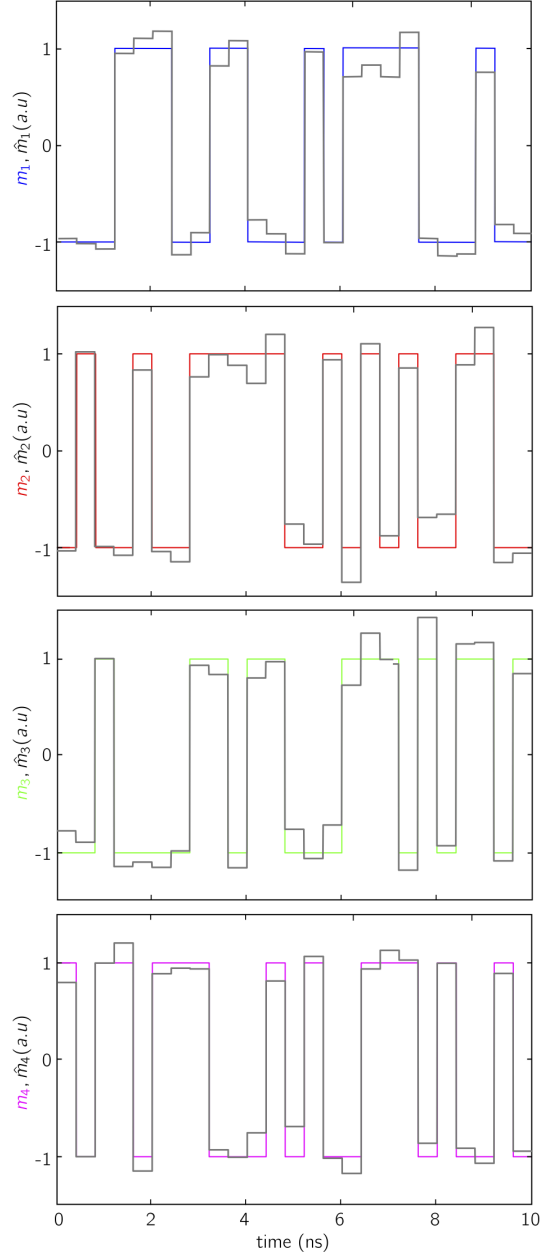 1
0
-1
m₁, m̂₁(a.u)
1
0
-1
m₂, m̂₂(a.u)
1
0
-1
m₃, m̂₃(a.u)
1
0
-1
m₄, m̂₄(a.u)
0 2 4 6 8 10
time (ns)